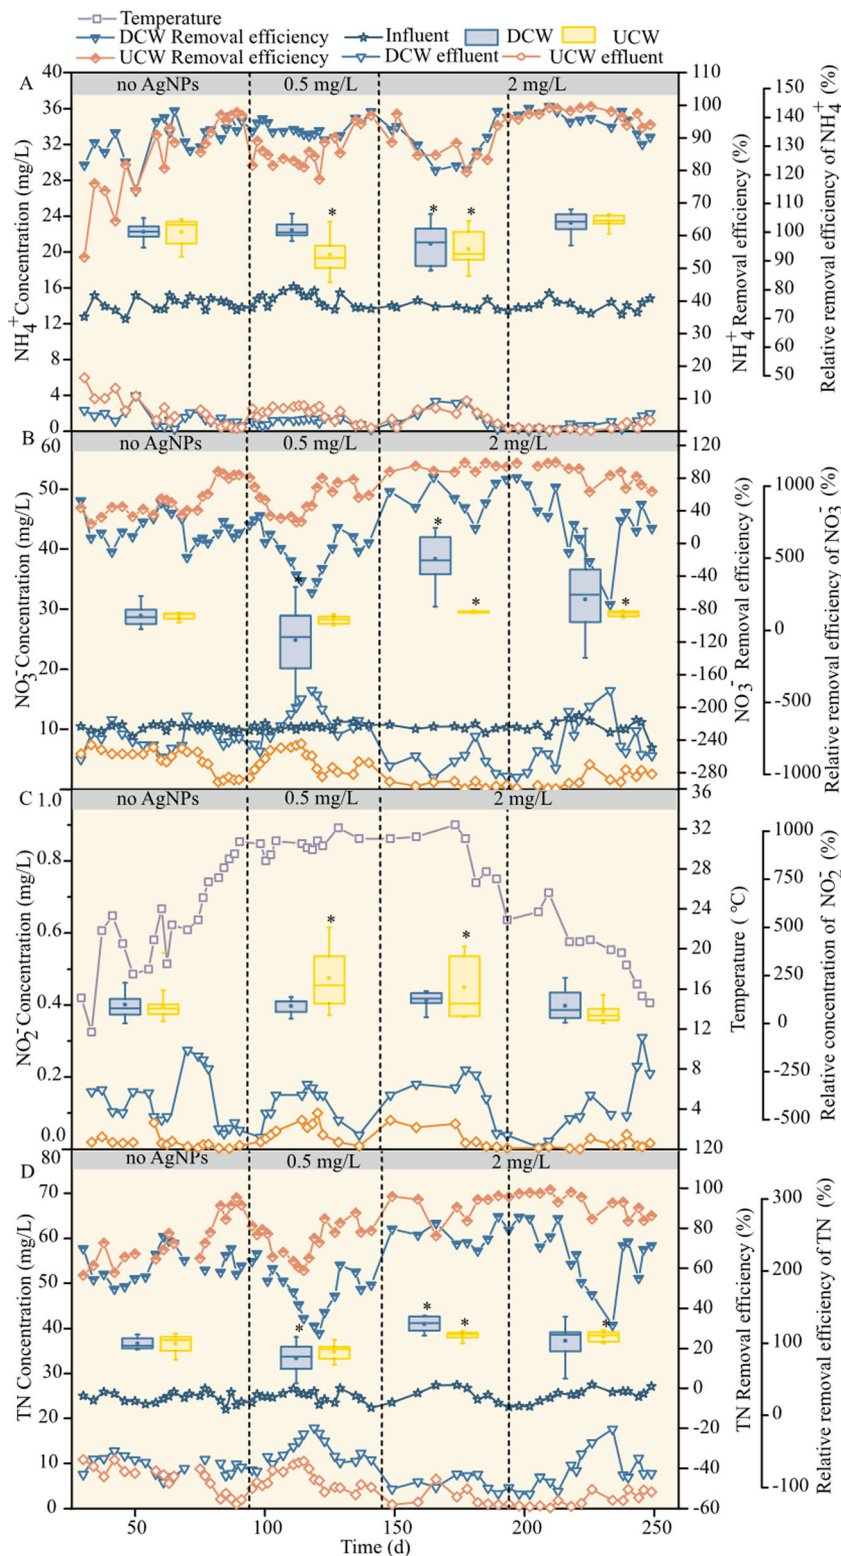 Temperature
DCW Removal efficiency
Influent
DCW
UCW
UCW Removal efficiency
DCW effluent
UCW effluent
A
no AgNPs
0.5 mg/L
2 mg/L
40
36
32
28
24
20
16
12
8
4
0
NH4+ Concentration (mg/L)
110
100
90
80
70
60
50
40
30
20
10
0
NH4+ Removal efficiency (%)
150
140
130
120
110
100
90
80
70
60
50
Relative removal efficiency of NH4+ (%)
* * *
B
no AgNPs
0.5 mg/L
2 mg/L
60
50
40
30
20
10
NO3- Concentration (mg/L)
120
80
40
0
-40
-80
-120
-160
-200
-240
-280
NO3- Removal efficiency (%)
1000
500
0
-500
-1000
Relative removal efficiency of NO3- (%)
* * * *
C
no AgNPs
0.5 mg/L
2 mg/L
1.0
0.8
0.6
0.4
0.2
0.0
NO2- Concentration (mg/L)
36
32
28
24
20
16
12
8
4
Temperature ( °C)
1000
750
500
250
0
-250
-500
Relative concentration of NO2- (%)
* *
D
no AgNPs
0.5 mg/L
2 mg/L
80
70
60
50
40
30
20
10
0
TN Concentration (mg/L)
120
100
80
60
40
20
0
-20
-40
-60
TN Removal efficiency (%)
300
200
100
0
-100
Relative removal efficiency of TN (%)
* * * *
50
100
150
200
250
Time (d)